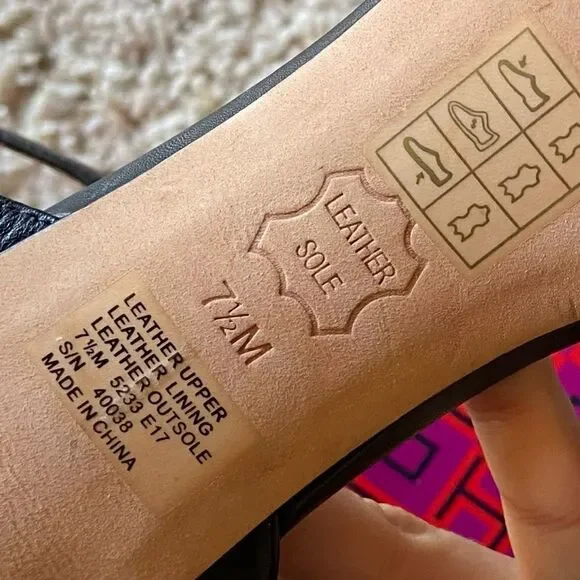 LEATHER
SOLE
7½M
LEATHER UPPER
LEATHER LINING
LEATHER OUTSOLE
7½M 5233 E17
S/N 40038
MADE IN CHINA